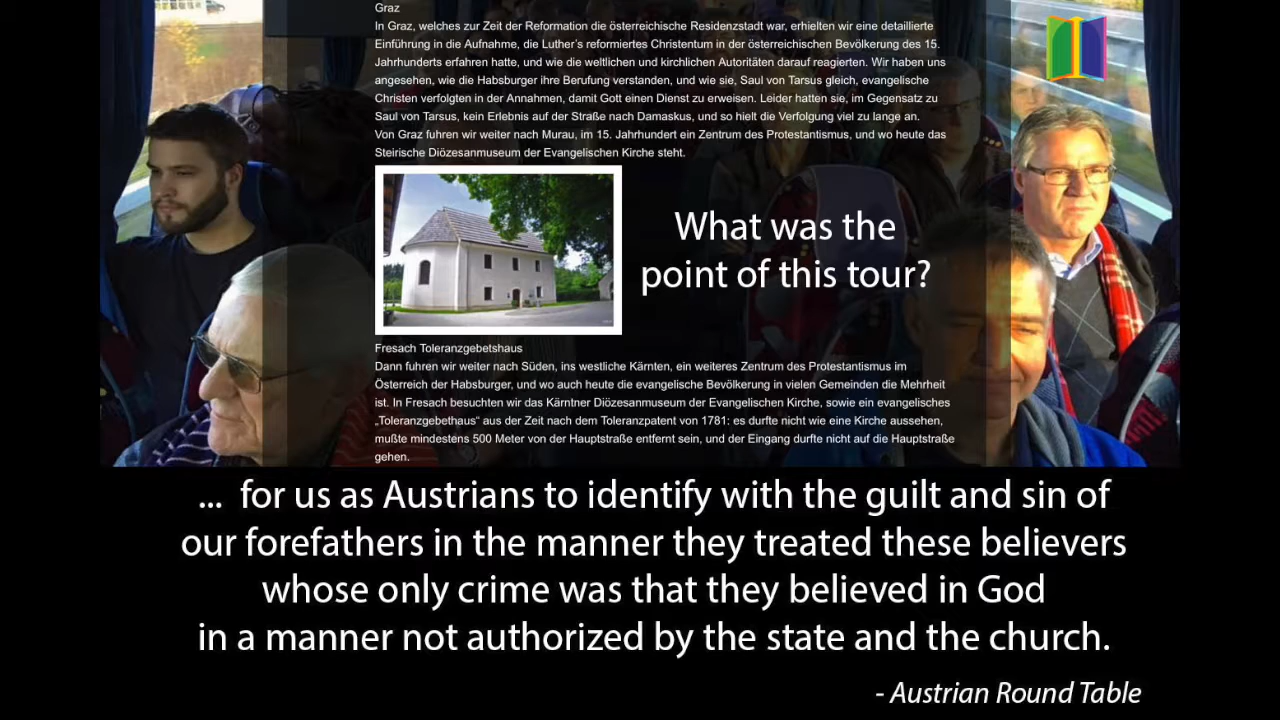 Graz
In Graz, welches zur Zeit der Reformation die österreichische Residenzstadt war, erhielten wir eine detaillierte
Einführung in die Aufnahme, die Luther's reformiertes Christentum in der österreichischen Bevölkerung des 15.
Jahrhunderts erfahren hatte, und wie die weltlichen und kirchlichen Autoritäten darauf reagierten. Wir haben uns
angesehen, wie die Habsburger ihre Berufung verstanden, und wie sie, Saul von Tarsus gleich, evangelische
Christen verfolgten in der Annahmen, damit Gott einen Dienst zu erweisen. Leider hatten sie, im Gegensatz zu
Saul von Tarsus, kein Erlebnis auf der Straße nach Damaskus, und so hielt die Verfolgung viel zu lange an.
Von Graz fuhren wir weiter nach Murau, im 15. Jahrhundert ein Zentrum des Protestantismus, und wo heute das
Steirische Diözesanmuseum der Evangelischen Kirche steht.
What was the
point of this tour?
Fresach Toleranzgebetshaus
Dann fuhren wir weiter nach Süden, ins westliche Kärnten, ein weiteres Zentrum des Protestantismus im
Österreich der Habsburger, und wo auch heute die evangelische Bevölkerung in vielen Gemeinden die Mehrheit
ist. In Fresach besuchten wir das Kärntner Diözesanmuseum der Evangelischen Kirche, sowie ein evangelisches
„Toleranzgebethaus“ aus der Zeit nach dem Toleranzpatent von 1781: es durfte nicht wie eine Kirche aussehen,
mußte mindestens 500 Meter von der Hauptstraße entfernt sein, und der Eingang durfte nicht auf die Hauptstraße
gehen.
... for us as Austrians to identify with the guilt and sin of
our forefathers in the manner they treated these believers
whose only crime was that they believed in God
in a manner not authorized by the state and the church.
- Austrian Round Table